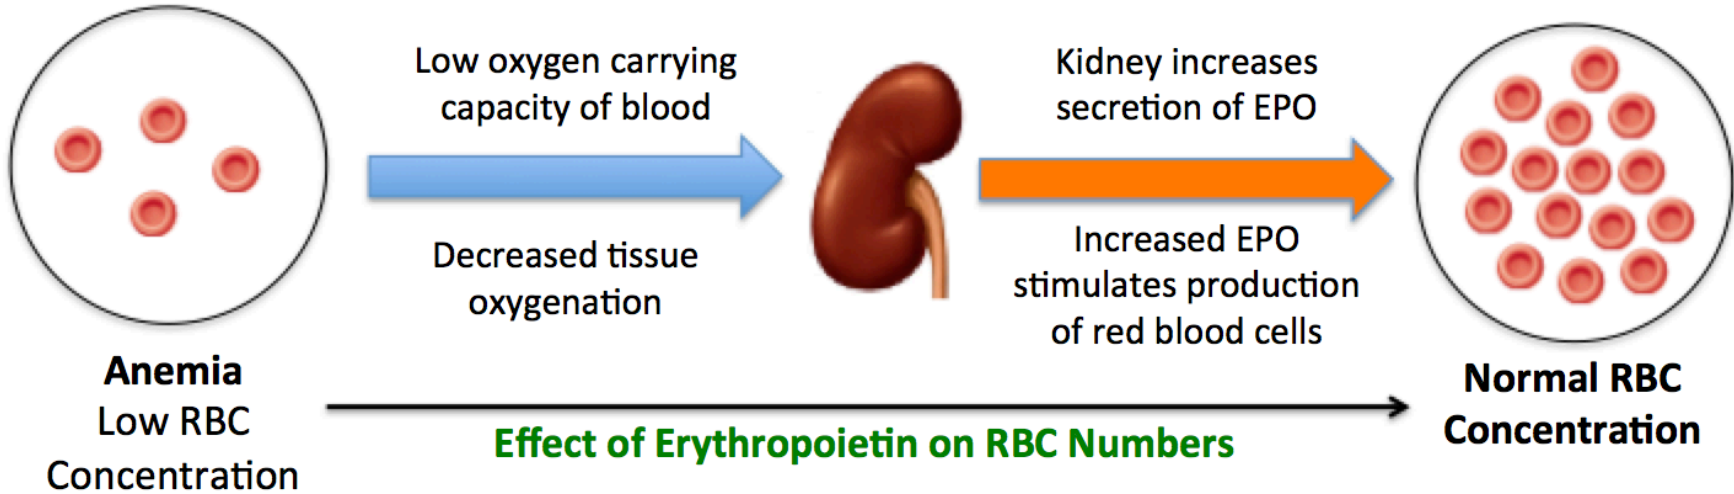 Low oxygen carrying
capacity of blood
Decreased tissue
oxygenation
Kidney increases
secretion of EPO
Increased EPO
stimulates production
of red blood cells
Anemia
Low RBC
Concentration
Effect of Erythropoietin on RBC Numbers
Normal RBC
Concentration